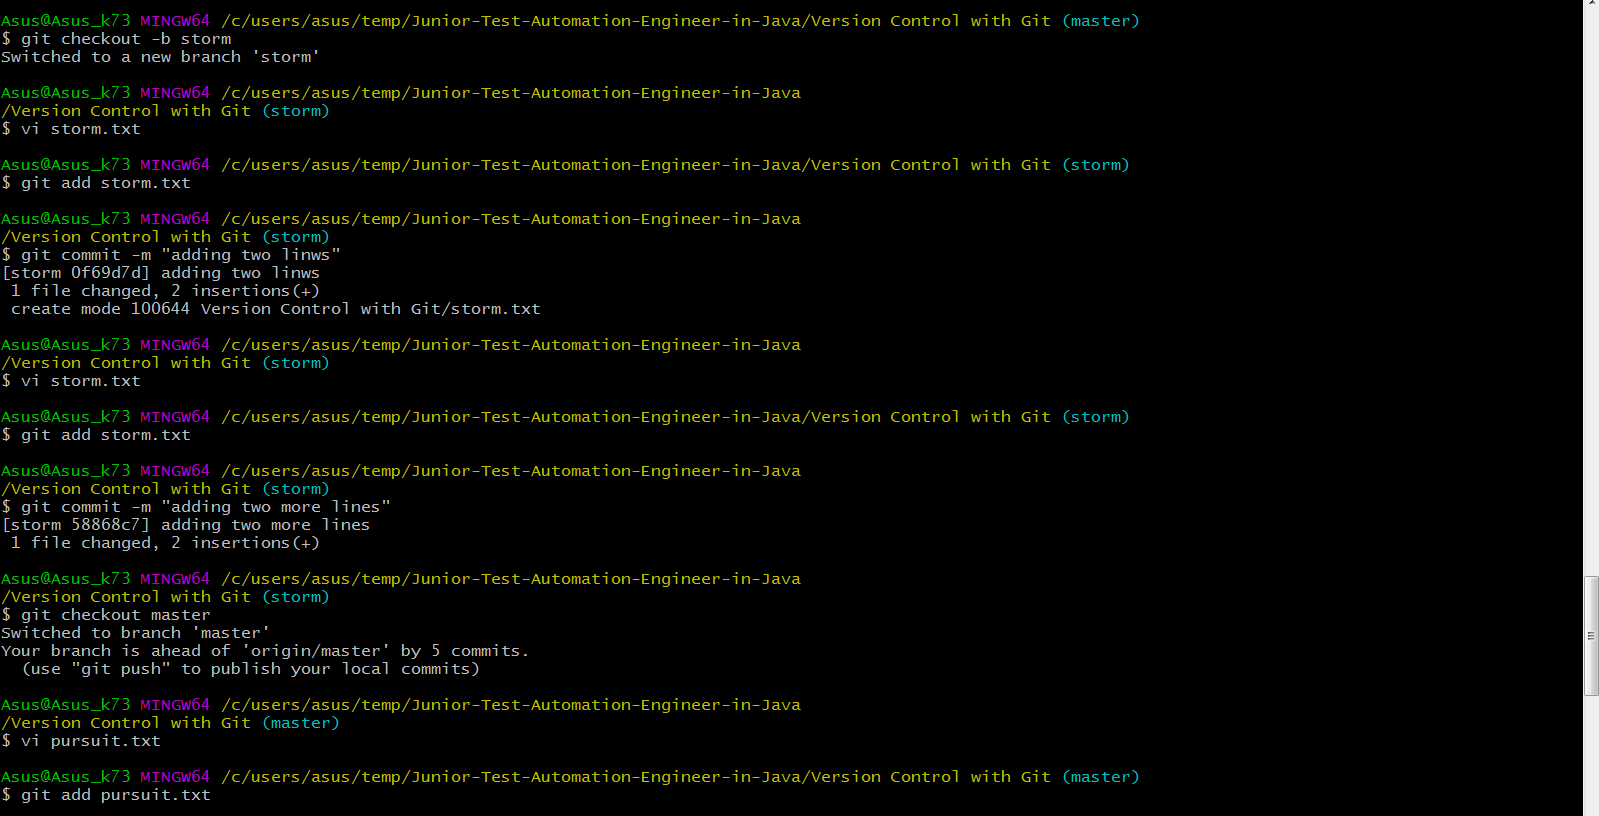 Asus@Asus_k73 MINGW64 /c/users/asus/temp/Junior-Test-Automation-Engineer-in-Java/Version Control with Git (master)
$ git checkout -b storm
Switched to a new branch 'storm'
Asus@Asus_k73 MINGW64 /c/users/asus/temp/Junior-Test-Automation-Engineer-in-Java
/Version Control with Git (storm)
$ vi storm.txt
Asus@Asus_k73 MINGW64 /c/users/asus/temp/Junior-Test-Automation-Engineer-in-Java/Version Control with Git (storm)
$ git add storm.txt
Asus@Asus_k73 MINGW64 /c/users/asus/temp/Junior-Test-Automation-Engineer-in-Java
/Version Control with Git (storm)
$ git commit -m "adding two linws"
[storm 0f69d7d] adding two linws
 1 file changed, 2 insertions(+)
 create mode 100644 Version Control with Git/storm.txt
Asus@Asus_k73 MINGW64 /c/users/asus/temp/Junior-Test-Automation-Engineer-in-Java
/Version Control with Git (storm)
$ vi storm.txt
Asus@Asus_k73 MINGW64 /c/users/asus/temp/Junior-Test-Automation-Engineer-in-Java/Version Control with Git (storm)
$ git add storm.txt
Asus@Asus_k73 MINGW64 /c/users/asus/temp/Junior-Test-Automation-Engineer-in-Java
/Version Control with Git (storm)
$ git commit -m "adding two more lines"
[storm 58868c7] adding two more lines
 1 file changed, 2 insertions(+)
Asus@Asus_k73 MINGW64 /c/users/asus/temp/Junior-Test-Automation-Engineer-in-Java
/Version Control with Git (storm)
$ git checkout master
Switched to branch 'master'
Your branch is ahead of 'origin/master' by 5 commits.
  (use "git push" to publish your local commits)
Asus@Asus_k73 MINGW64 /c/users/asus/temp/Junior-Test-Automation-Engineer-in-Java
/Version Control with Git (master)
$ vi pursuit.txt
Asus@Asus_k73 MINGW64 /c/users/asus/temp/Junior-Test-Automation-Engineer-in-Java/Version Control with Git (master)
$ git add pursuit.txt